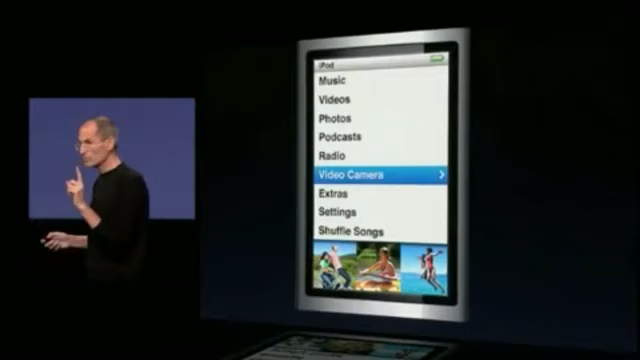 iPod
Music
Videos
Photos
Podcasts
Radio
Video Camera
Extras
Settings
Shuffle Songs